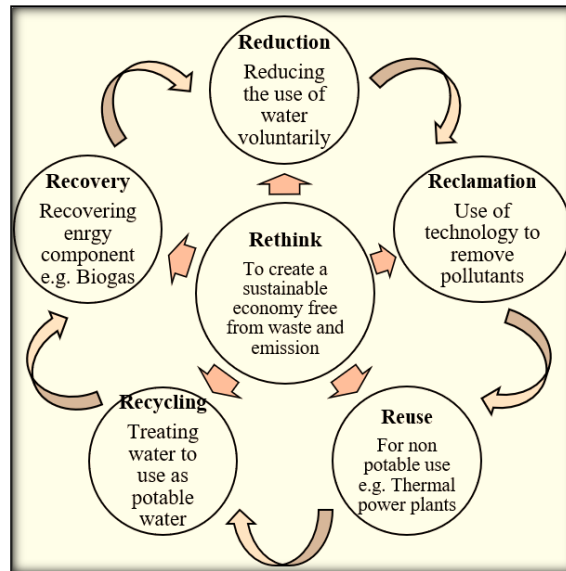 Reduction
Reducing
the use of
water
voluntarily
Recovery
Recovering
enrgy
component
e.g. Biogas
Reclamation
Use of
technology to
remove
pollutants
Rethink
To create a
sustainable
economy free
from waste and
emission
Recycling
Treating
water to
use as
potable
water
Reuse
For non
potable use
e.g. Thermal
power plants